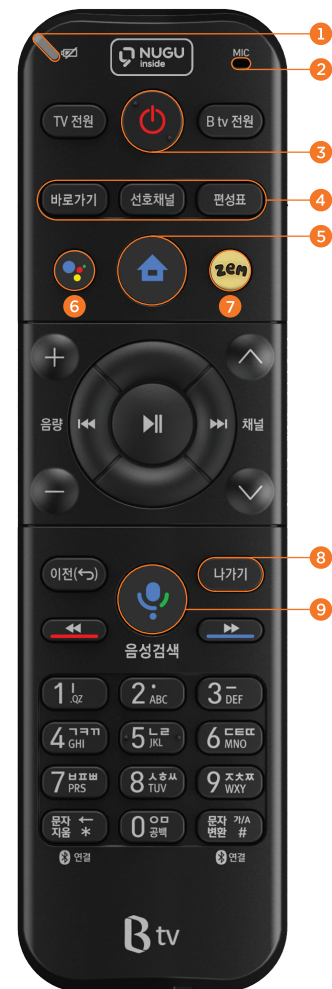 1
NUGU
inside
MIC
2
TV 전원
B tv 전원
3
바로가기
선호채널
편성표
4
5
zem
6
7
음량
채널
이전(↩)
나가기
8
9
음성검색
1 ㅣ .QZ
2 · ABC
3 ㅡ DEF
4 ㄱㅋㄲ GHI
5 ㄴㄹ JKL
6 ㄷㅌㄸ MNO
7 ㅂㅍㅃ PRS
8 ㅅㅎㅆ TUV
9 ㅈㅊㅉ WXY
문자 지움 ← *
0 ㅇㅁ 공백
문자 변환 가/A #
연결
연결
B tv